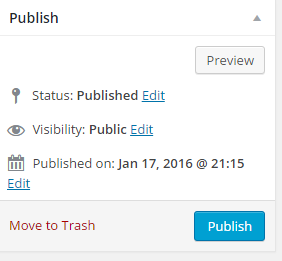 Publish
Preview
Status: Published Edit
Visibility: Public Edit
Published on: Jan 17, 2016 @ 21:15
Edit
Move to Trash
Publish